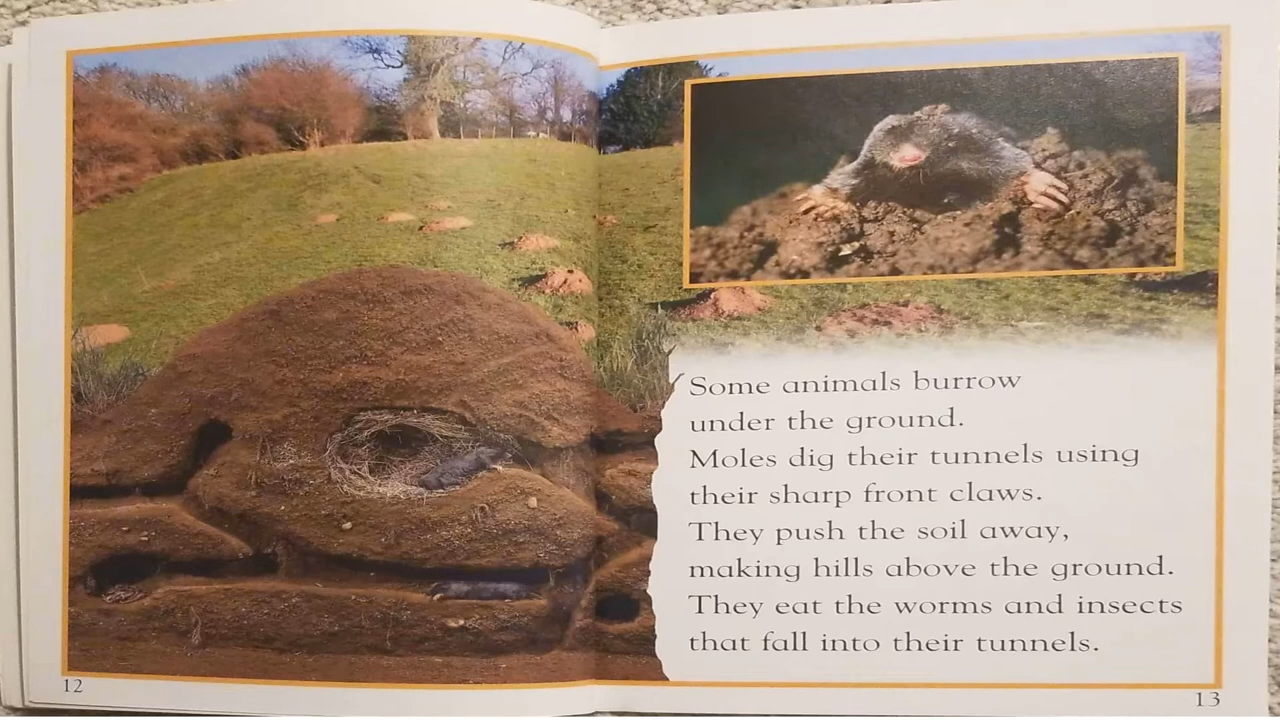 Some animals burrow
under the ground.
Moles dig their tunnels using
their sharp front claws.
They push the soil away,
making hills above the ground.
They eat the worms and insects
that fall into their tunnels.
12
13